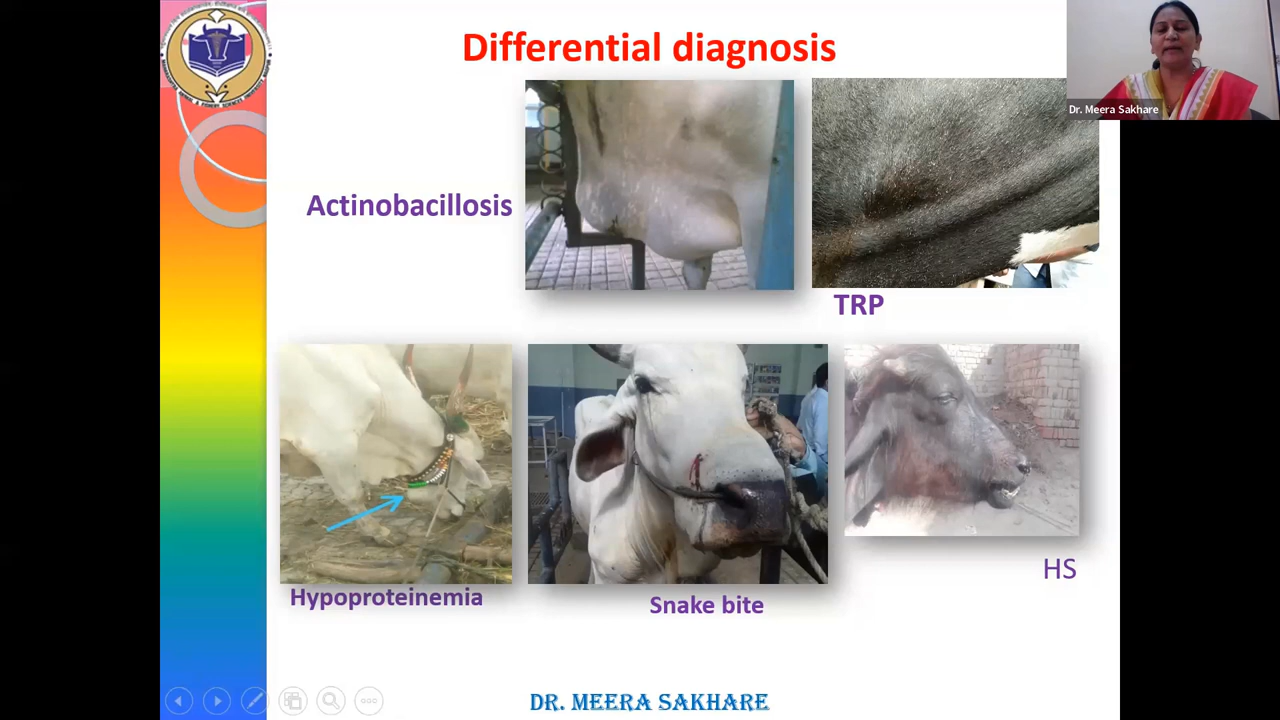 Differential diagnosis
Dr. Meera Sakhare
Actinobacillosis
TRP
Hypoproteinemia
Snake bite
HS
DR. MEERA SAKHARE